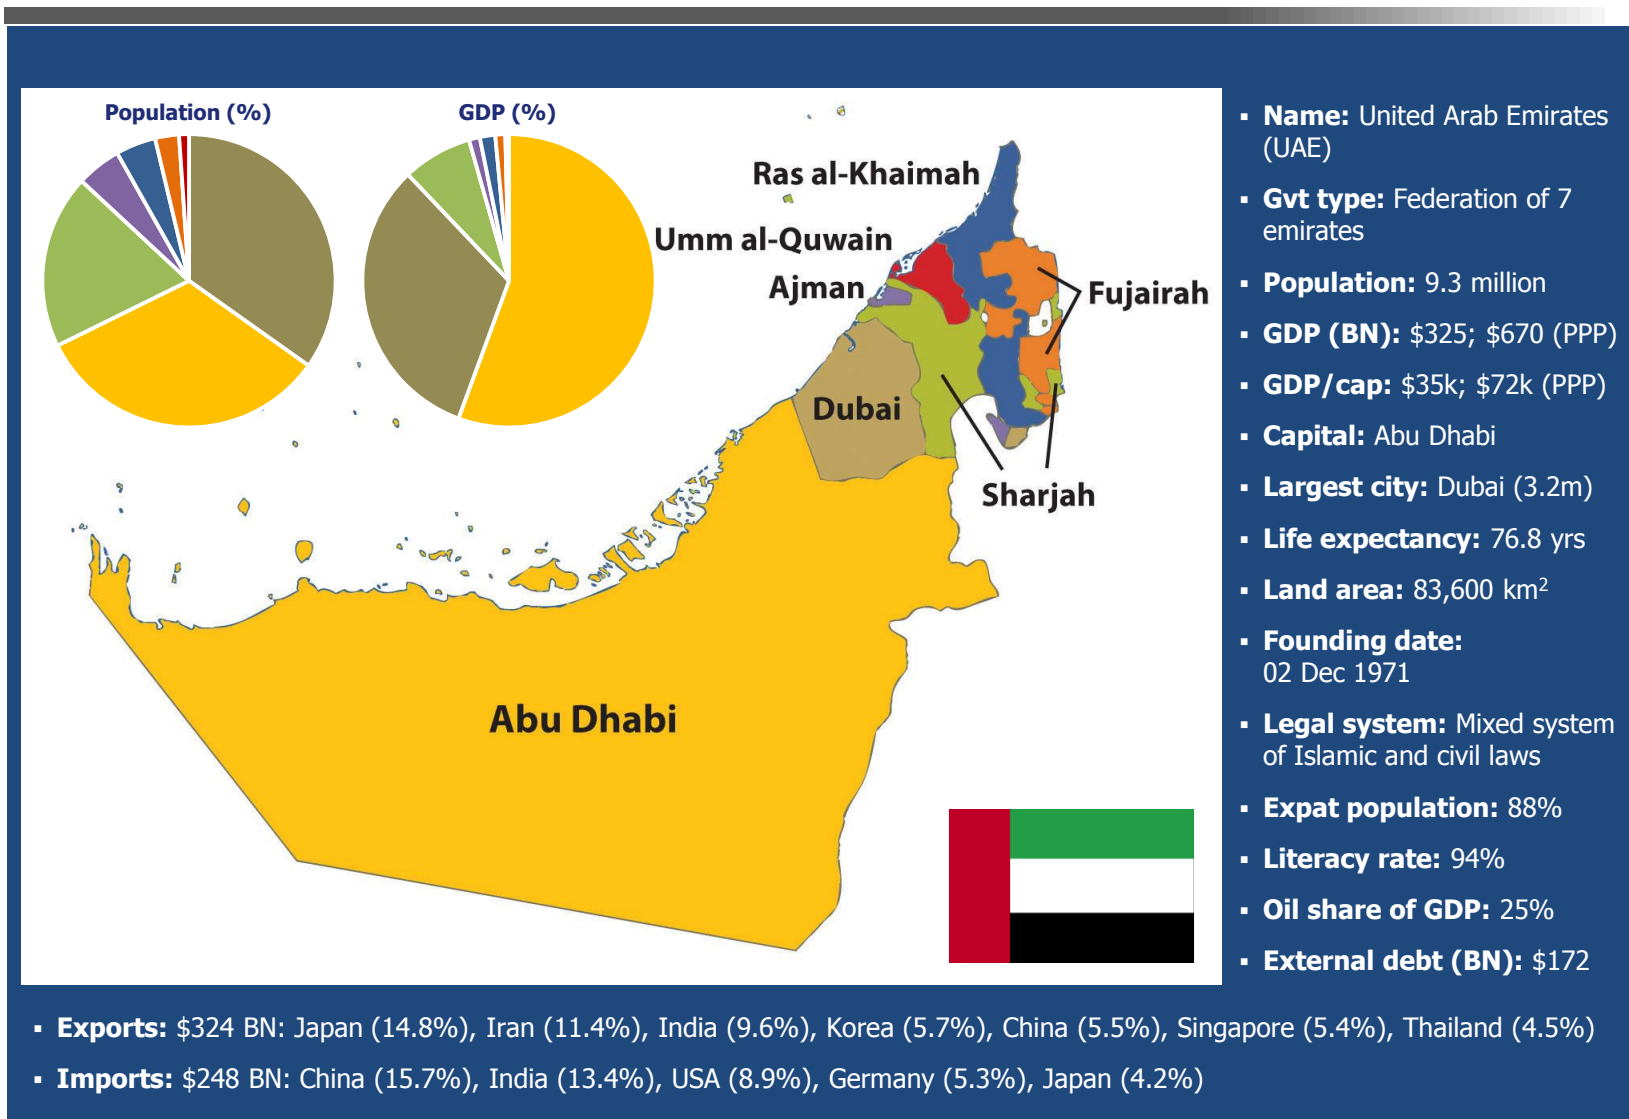 Population (%)
GDP (%)
Ras al-Khaimah
Umm al-Quwain
Ajman
Fujairah
Dubai
Sharjah
Abu Dhabi
▪ Name: United Arab Emirates
(UAE)
▪ Gvt type: Federation of 7
emirates
▪ Population: 9.3 million
▪ GDP (BN): $325; $670 (PPP)
▪ GDP/cap: $35k; $72k (PPP)
▪ Capital: Abu Dhabi
▪ Largest city: Dubai (3.2m)
▪ Life expectancy: 76.8 yrs
▪ Land area: 83,600 km²
▪ Founding date:
02 Dec 1971
▪ Legal system: Mixed system
of Islamic and civil laws
▪ Expat population: 88%
▪ Literacy rate: 94%
▪ Oil share of GDP: 25%
▪ External debt (BN): $172
▪ Exports: $324 BN: Japan (14.8%), Iran (11.4%), India (9.6%), Korea (5.7%), China (5.5%), Singapore (5.4%), Thailand (4.5%)
▪ Imports: $248 BN: China (15.7%), India (13.4%), USA (8.9%), Germany (5.3%), Japan (4.2%)